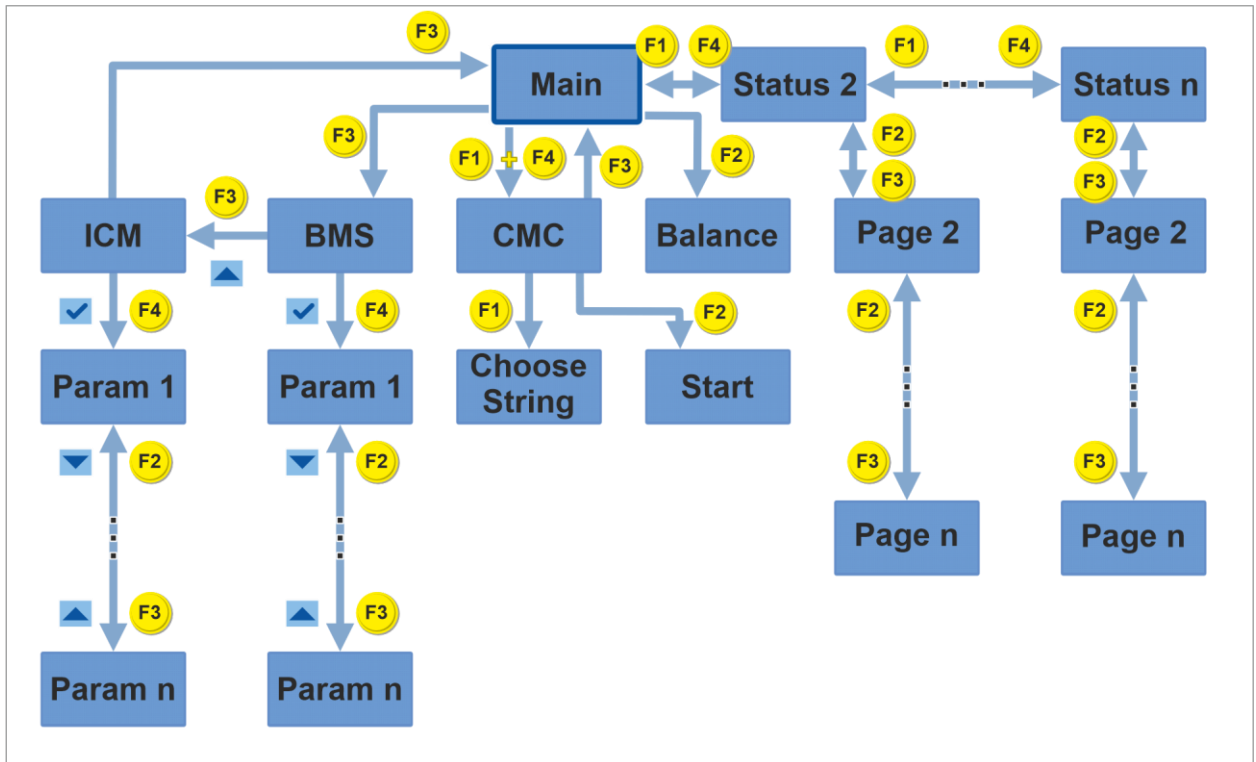 F3
F1
F4
F1
F4
Main
Status 2
Status n
F3
F1
+
F4
F3
F2
F2
F2
F3
F3
F3
ICM
BMS
CMC
Balance
Page 2
Page 2
F4
F4
F1
F2
F2
F2
Param 1
Param 1
Choose
String
Start
F2
F2
F3
F3
Page n
Page n
F3
F3
Param n
Param n